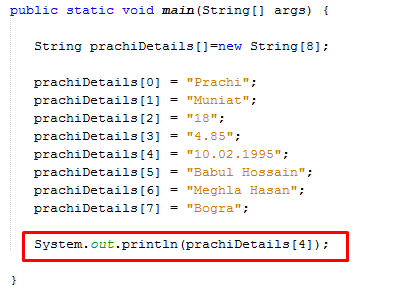 public static void main(String[] args) {
String prachiDetails[]=new String[8];
prachiDetails[0] = "Prachi";
prachiDetails[1] = "Muniat";
prachiDetails[2] = "18";
prachiDetails[3] = "4.85";
prachiDetails[4] = "10.02.1995";
prachiDetails[5] = "Babul Hossain";
prachiDetails[6] = "Meghla Hasan";
prachiDetails[7] = "Bogra";
System.out.println(prachiDetails[4]);
}